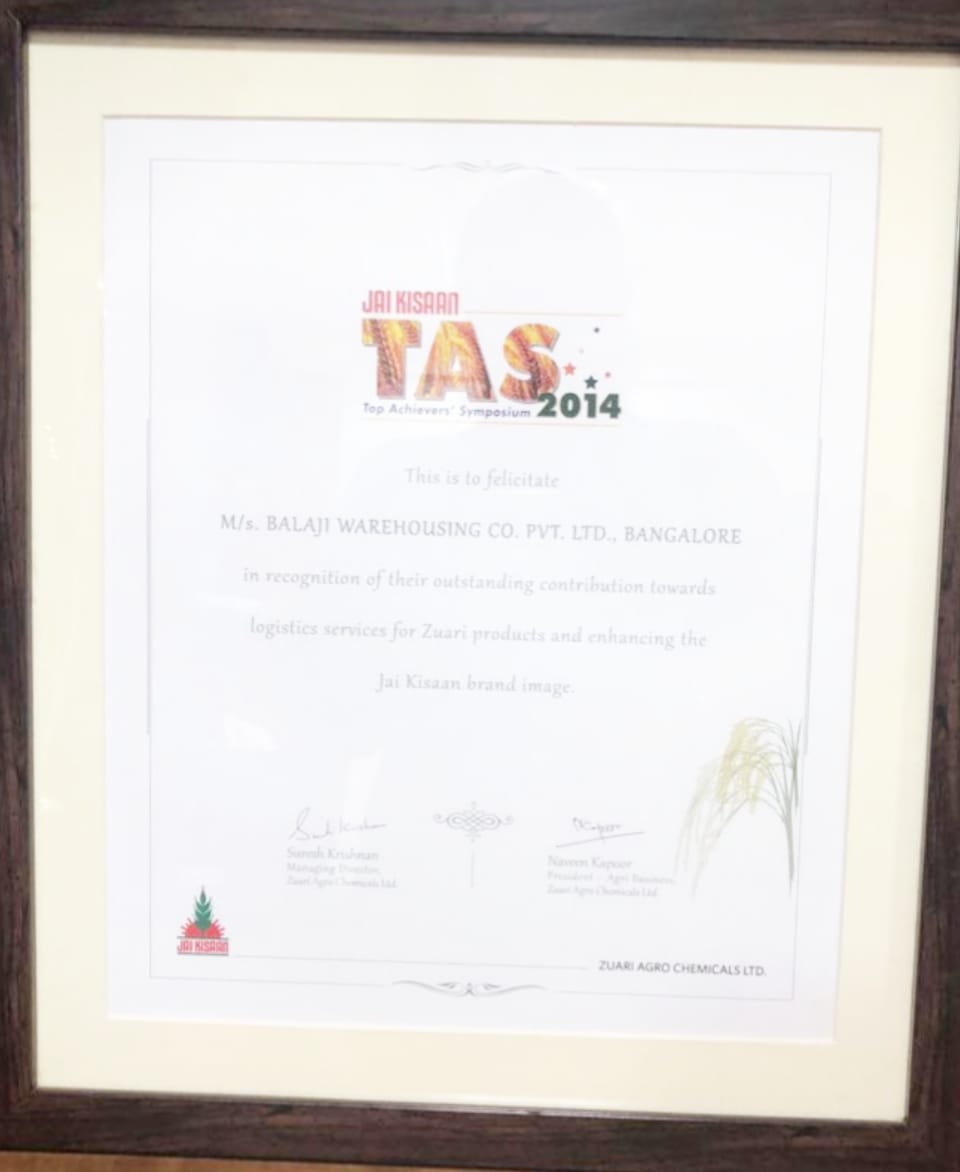 JAI KISAAN
TAS
Top Achievers' Symposium 2014
This is to felicitate
M/s. BALAJI WAREHOUSING CO. PVT. LTD., BANGALORE
in recognition of their outstanding contribution towards
logistics services for Zuari products and enhancing the
Jai Kisaan brand image.
Suresh Krishnan
Managing Director,
Zuari Agro Chemicals Ltd.
Naveen Kapoor
President - Agri Business,
Zuari Agro Chemicals Ltd.
JAI KISAAN
ZUARI AGRO CHEMICALS LTD.